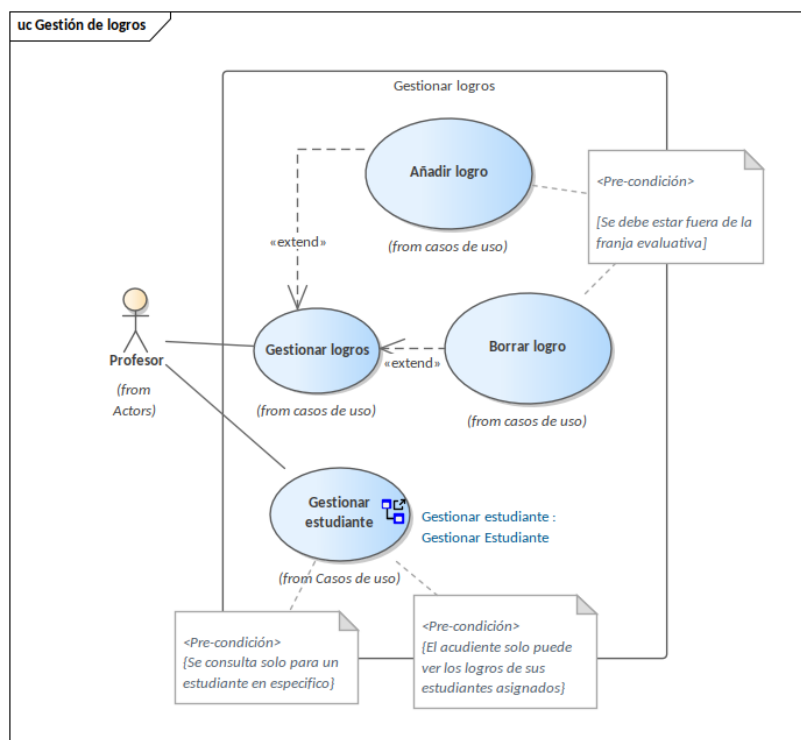 uc Gestión de logros
Gestionar logros
Añadir logro
(from casos de uso)
<Pre-condición>
[Se debe estar fuera de la
franja evaluativa]
«extend»
Profesor
(from
Actors)
Gestionar logros
(from casos de uso)
«extend»
Borrar logro
(from casos de uso)
Gestionar
estudiante
(from Casos de uso)
Gestionar estudiante :
Gestionar Estudiante
<Pre-condición>
{Se consulta solo para un
estudiante en especifico}
<Pre-condición>
{El acudiente solo puede
ver los logros de sus
estudiantes asignados}